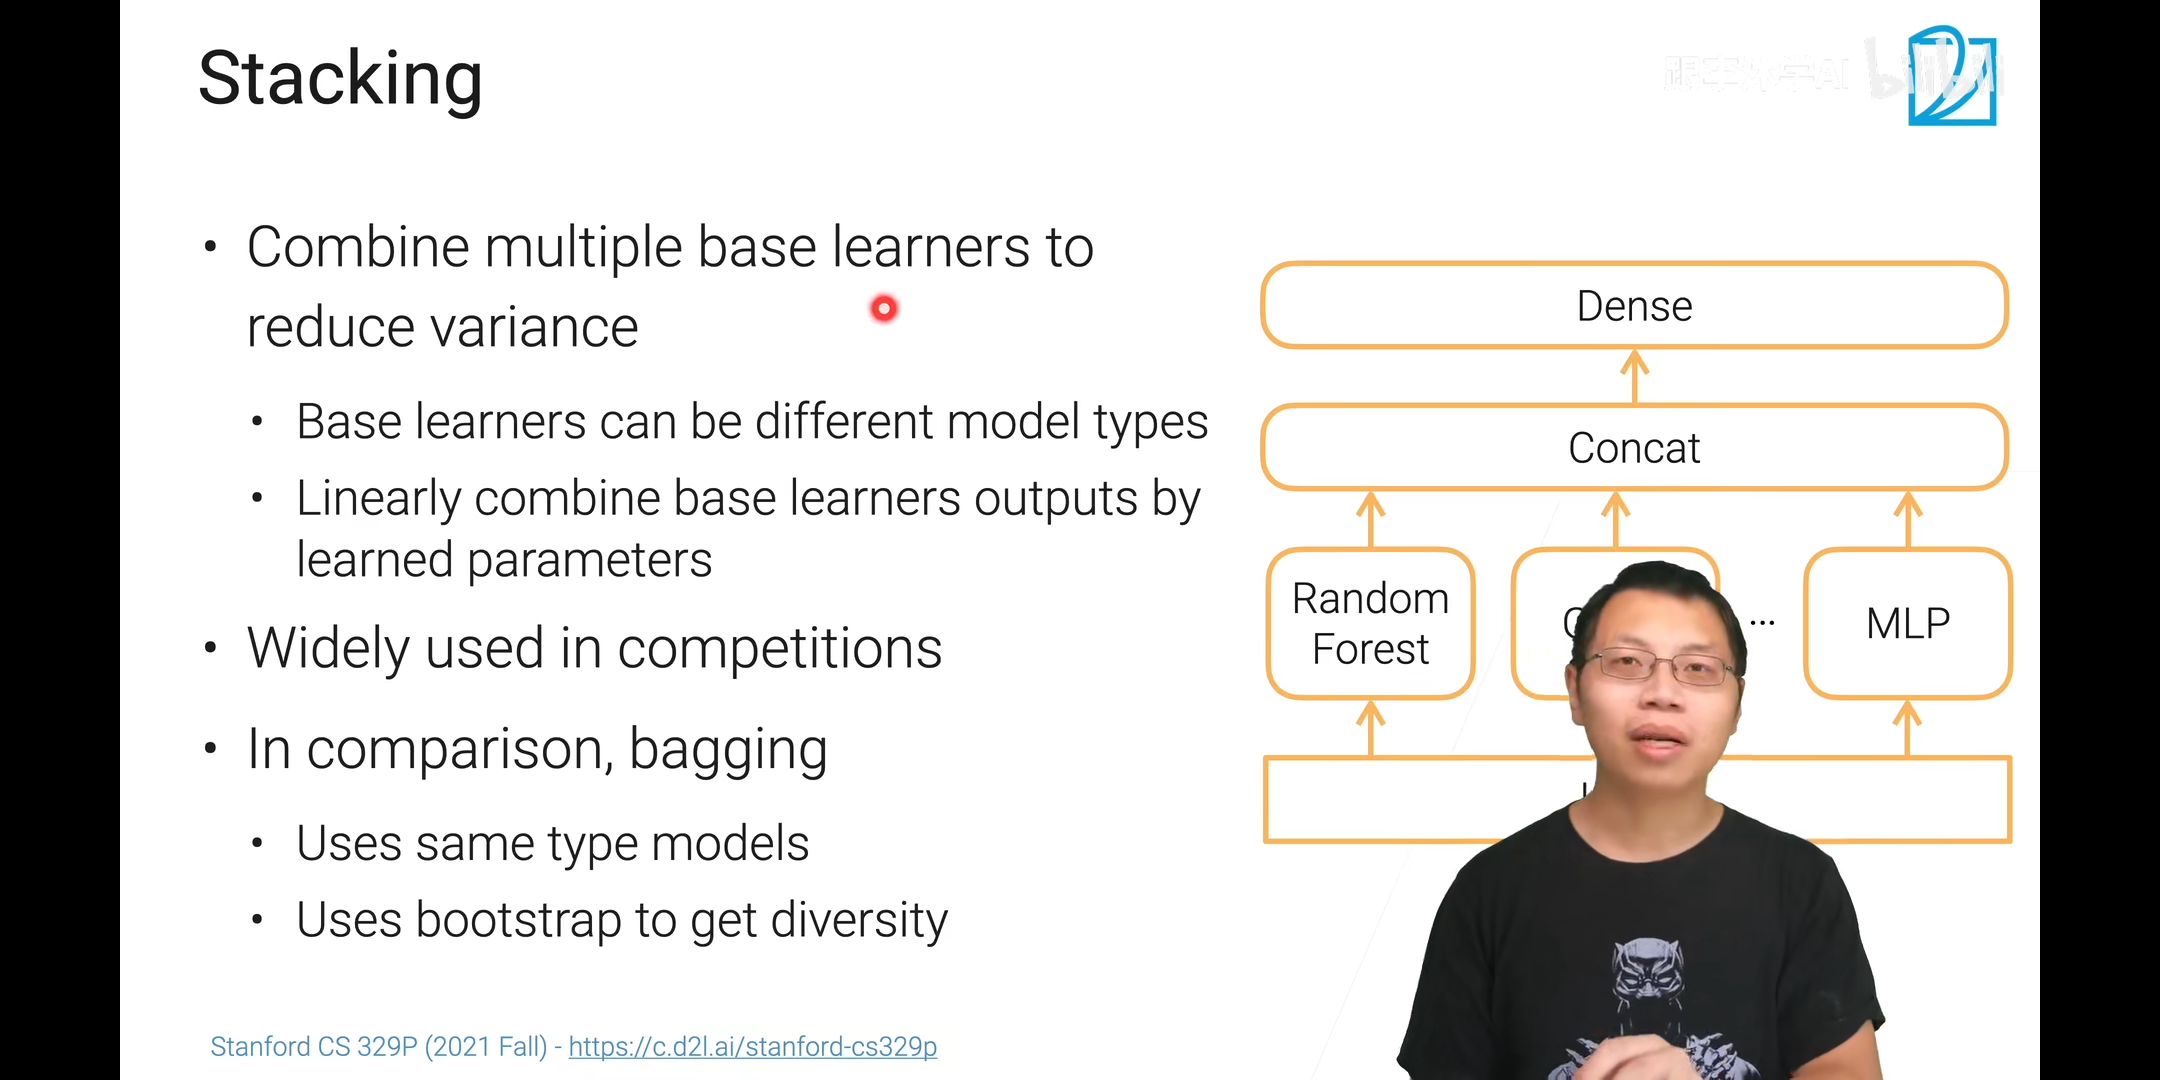 Stacking
跟李沐学AI
bilibili
• Combine multiple base learners to
reduce variance
• Base learners can be different model types
• Linearly combine base learners outputs by
learned parameters
• Widely used in competitions
• In comparison, bagging
• Uses same type models
• Uses bootstrap to get diversity
Dense
Concat
Random
Forest
...
MLP
Stanford CS 329P (2021 Fall) - https://c.d2l.ai/stanford-cs329p